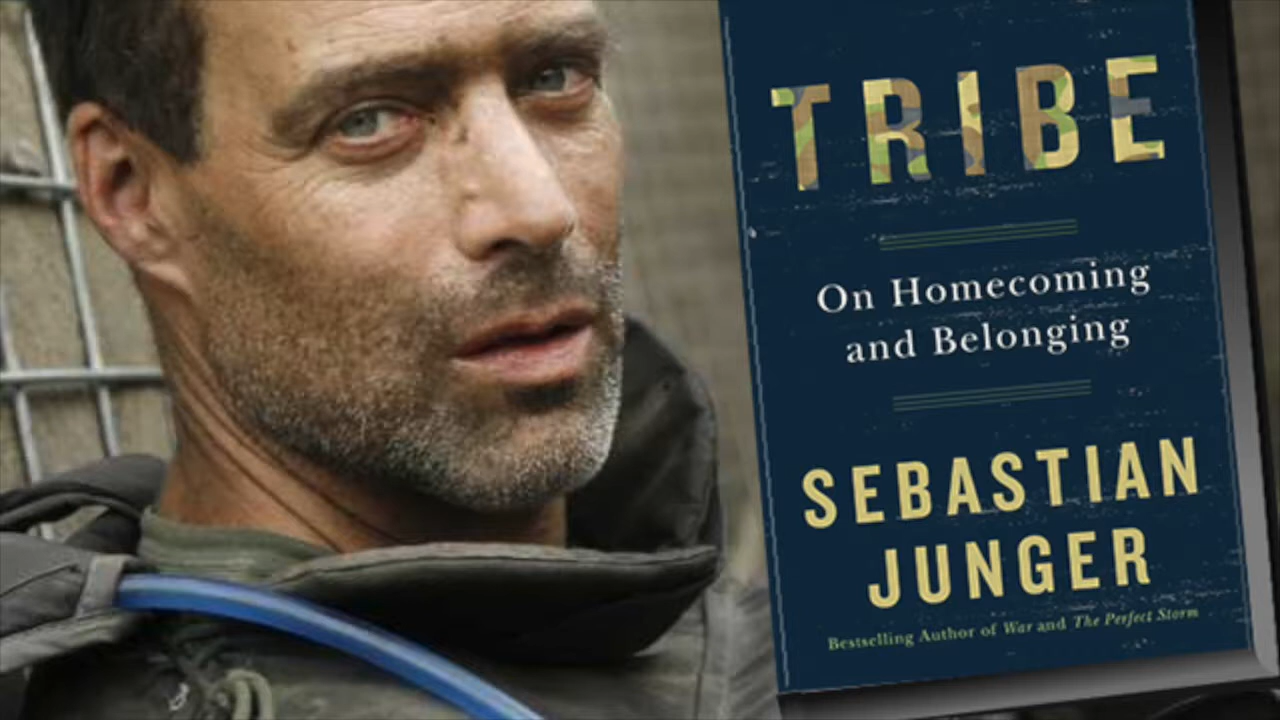 TRIBE
On Homecoming
and Belonging
SEBASTIAN
JUNGER
Bestselling Author of War and The Perfect Storm